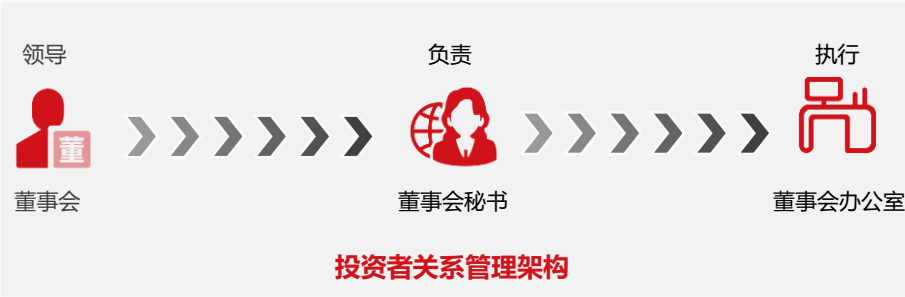 领导
负责
执行
董
董事会
董事会秘书
董事会办公室
投资者关系管理架构